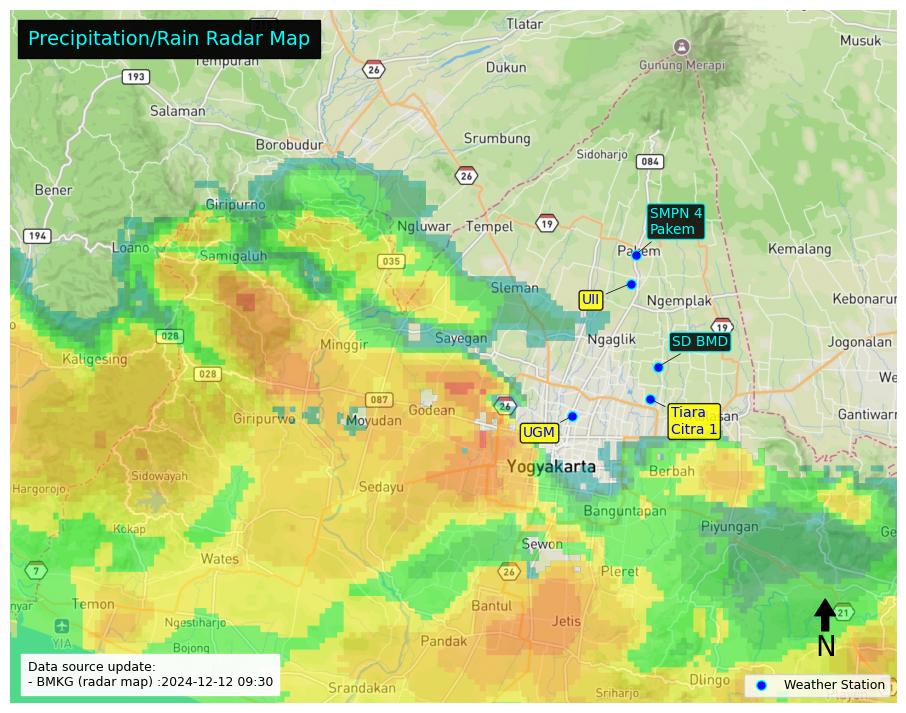 Precipitation/Rain Radar Map
Tlatar
Musuk
Gunung Merapi
Tempuran
26
Dukun
193
Salaman
Srumbung
Borobudur
Sidoharjo
084
26
Bener
Giripurno
SMPN 4
Pakem
194
Ngluwar
Tempel
19
Loano
Samigaluh
035
Pakem
Kemalang
Sleman
UII
Ngemplak
Kebonaru
028
Minggir
Sayegan
Ngaglik
19
SD BMD
Jogonalan
Kaligesing
028
We
087
Godean
26
Giripurwo
Moyudan
UGM
Tiara
Citra 1
san
Gantiwar
Yogyakarta
Berbah
Sidowayah
Hargorojo
Sedayu
Banguntapan
Piyungan
Kokap
Ge
Sewon
Wates
7
26
Pleret
nyar
Temon
Bantul
21
Ngestiharjo
Jetis
YIA
Bojong
Pandak
N
Data source update:
- BMKG (radar map) :2024-12-12 09:30
Srandakan
Sriharjo
Dlingo
Weather Station